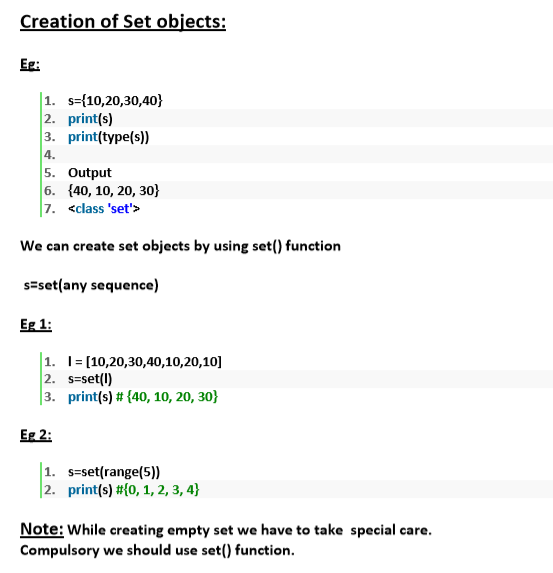 Creation of Set objects:
Eg:
1. s={10,20,30,40}
2. print(s)
3. print(type(s))
4.
5. Output
6. {40, 10, 20, 30}
7. <class 'set'>
We can create set objects by using set() function
s=set(any sequence)
Eg 1:
1. l = [10,20,30,40,10,20,10]
2. s=set(l)
3. print(s) # {40, 10, 20, 30}
Eg 2:
1. s=set(range(5))
2. print(s) #{0, 1, 2, 3, 4}
Note: While creating empty set we have to take special care.
Compulsory we should use set() function.